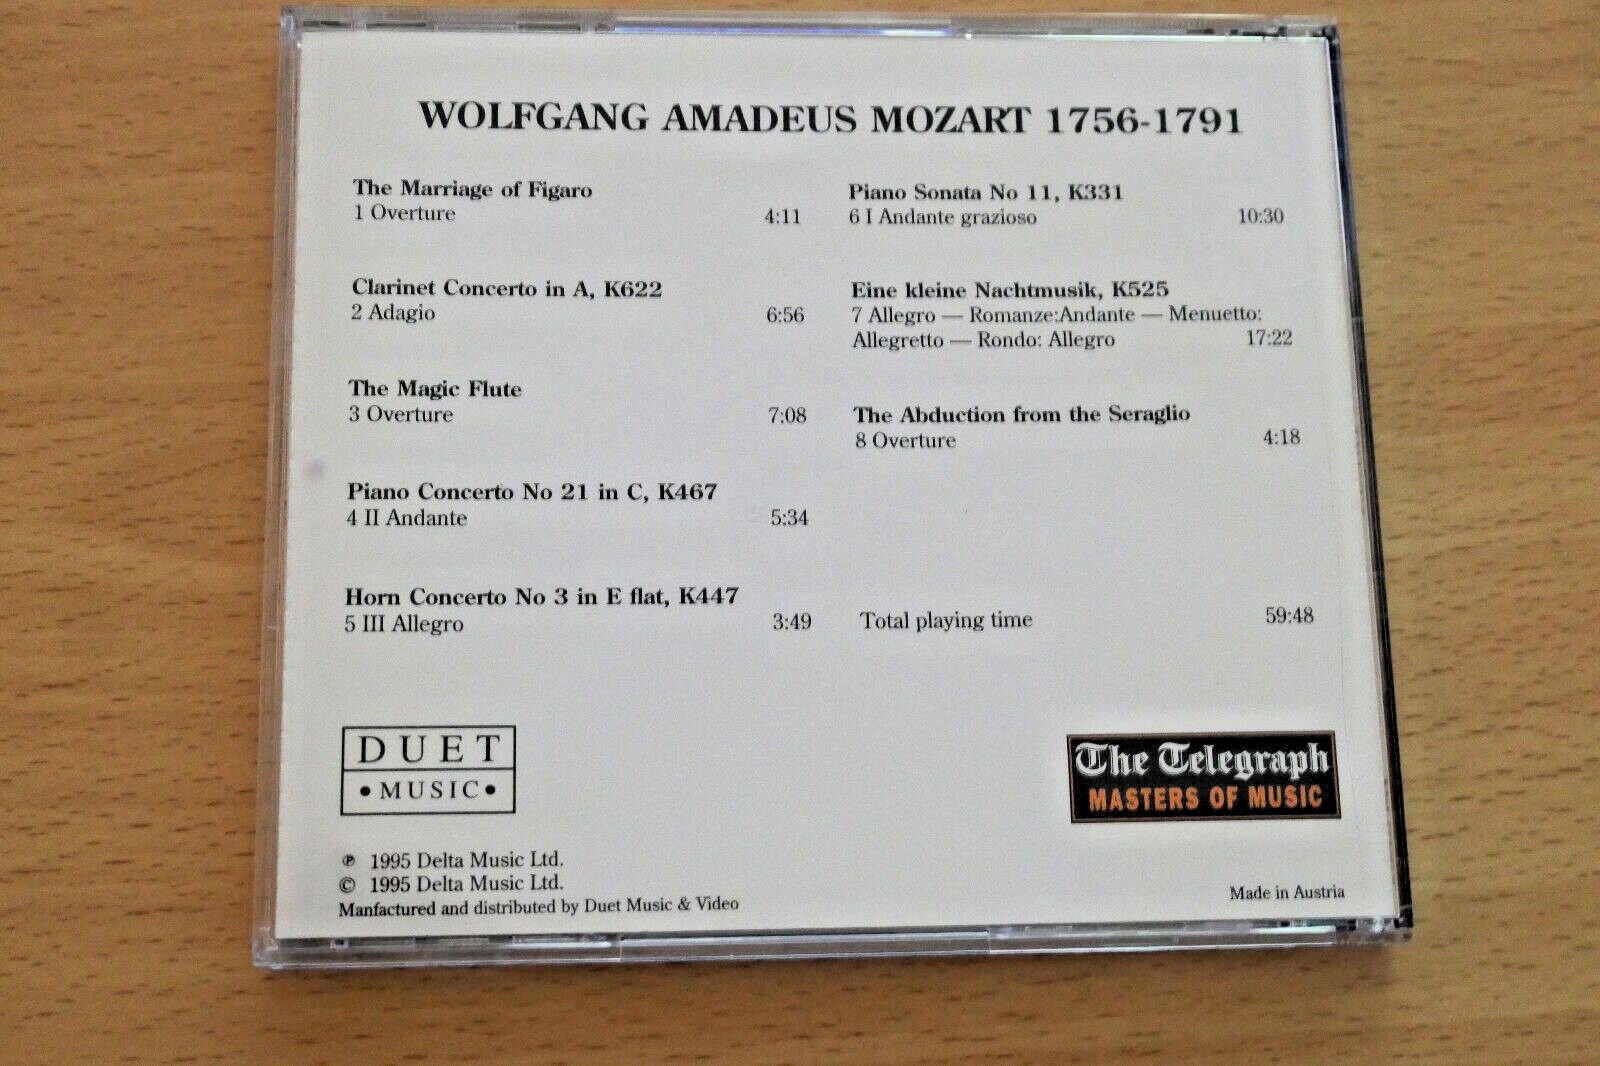 WOLFGANG AMADEUS MOZART 1756-1791
The Marriage of Figaro
1 Overture 4:11
Clarinet Concerto in A, K622
2 Adagio 6:56
The Magic Flute
3 Overture 7:08
Piano Concerto No 21 in C, K467
4 II Andante 5:34
Horn Concerto No 3 in E flat, K447
5 III Allegro 3:49
Piano Sonata No 11, K331
6 I Andante grazioso 10:30
Eine kleine Nachtmusik, K525
7 Allegro — Romanze:Andante — Menuetto:
Allegretto — Rondo: Allegro 17:22
The Abduction from the Seraglio
8 Overture 4:18
Total playing time 59:48
DUET
• MUSIC •
The Telegraph
MASTERS OF MUSIC
℗ 1995 Delta Music Ltd.
© 1995 Delta Music Ltd.
Manfactured and distributed by Duet Music & Video
Made in Austria